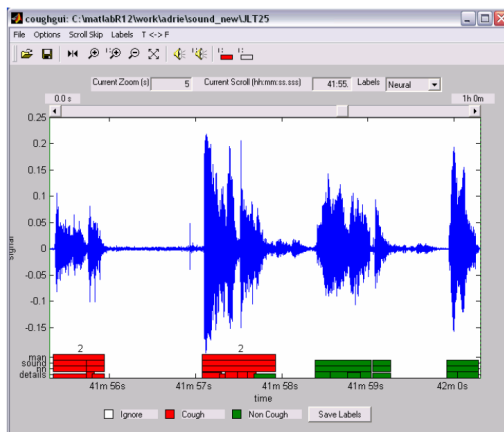 coughgui: C:\matlabR12\work\adrie\sound_new\JLT25
File Options Scroll Skip Labels T <-> F
Current Zoom (s) 5 Current Scroll (hh:mm:ss.sss) 41:55. Labels Neural
0.0 s 1h 0m
0.25
0.2
0.15
0.1
0.05
0
-0.05
-0.1
-0.15
signal
2 2
man
sound
nn
details
41m 56s 41m 57s 41m 58s 41m 59s 42m 0s
time
Ignore Cough Non Cough Save Labels